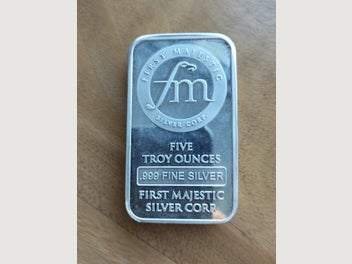 FIRST MAJESTIC
fm
SILVER CORP.
FIVE
TROY OUNCES
.999 FINE SILVER
FIRST MAJESTIC
SILVER CORP.